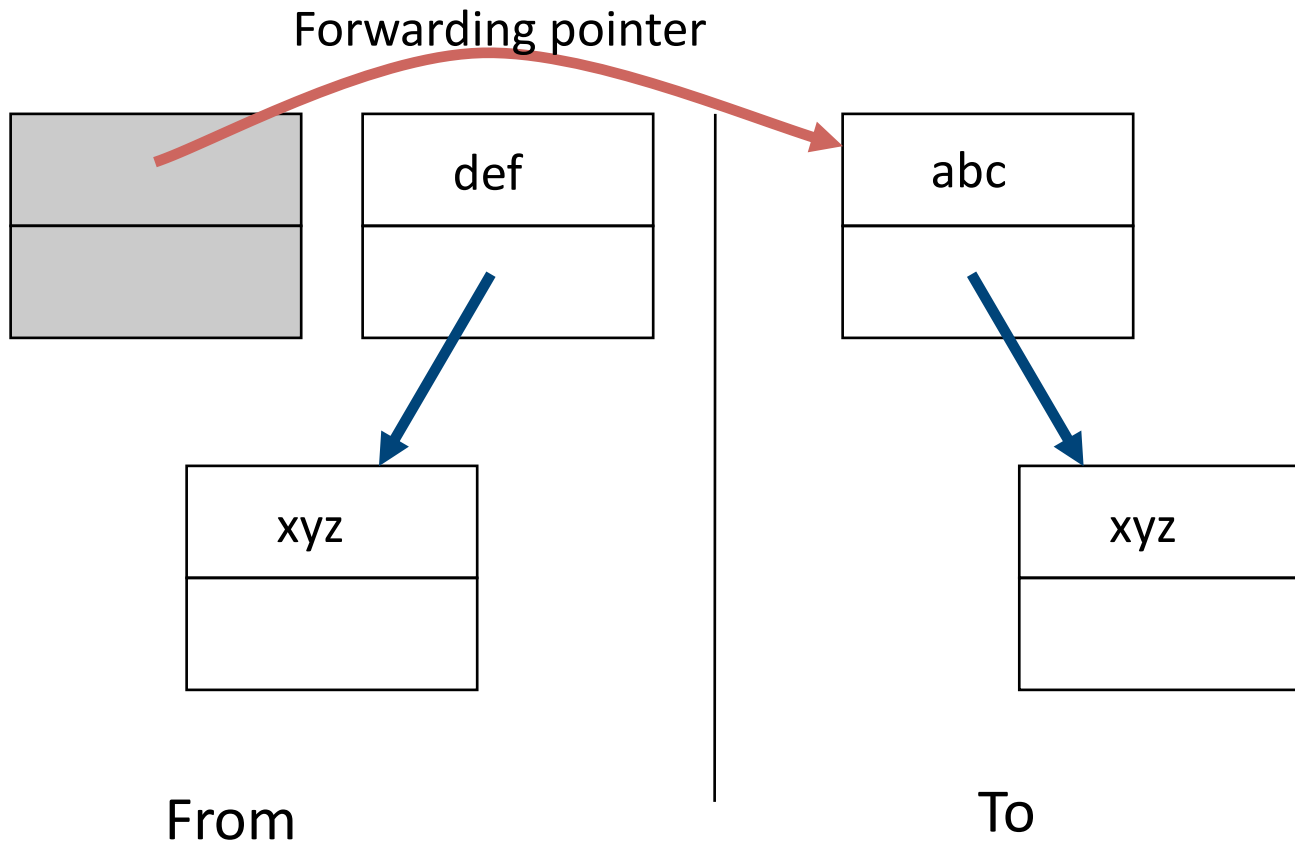 Forwarding pointer
def
abc
xyz
xyz
From
To